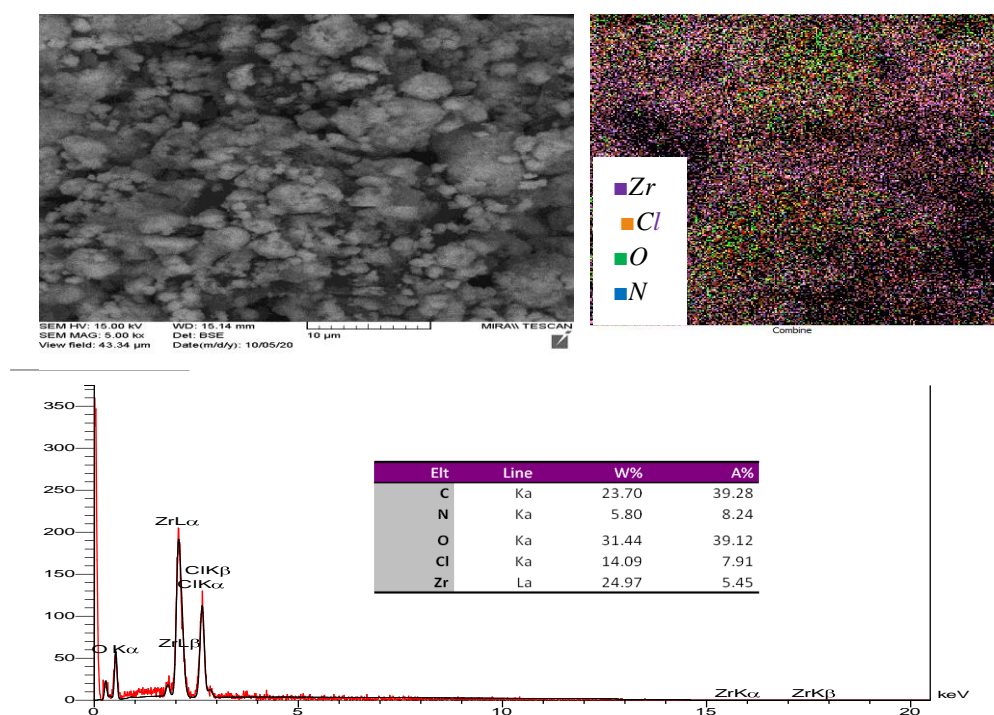 SEM HV: 15.00 kV WD: 15.14 mm MIRA\\ TESCAN
SEM MAG: 5.00 kx Det: BSE 10 µm
View field: 43.34 µm Date(m/d/y): 10/05/20
Zr
Cl
O
N
Combine
350
300
250
200
150
100
50
0
ZrLα
ClKβ
ClKα
ZrLβ
O Kα
ZrKα
ZrKβ
keV
0 5 10 15 20
Elt Line W% A%
C Ka 23.70 39.28
N Ka 5.80 8.24
O Ka 31.44 39.12
Cl Ka 14.09 7.91
Zr La 24.97 5.45